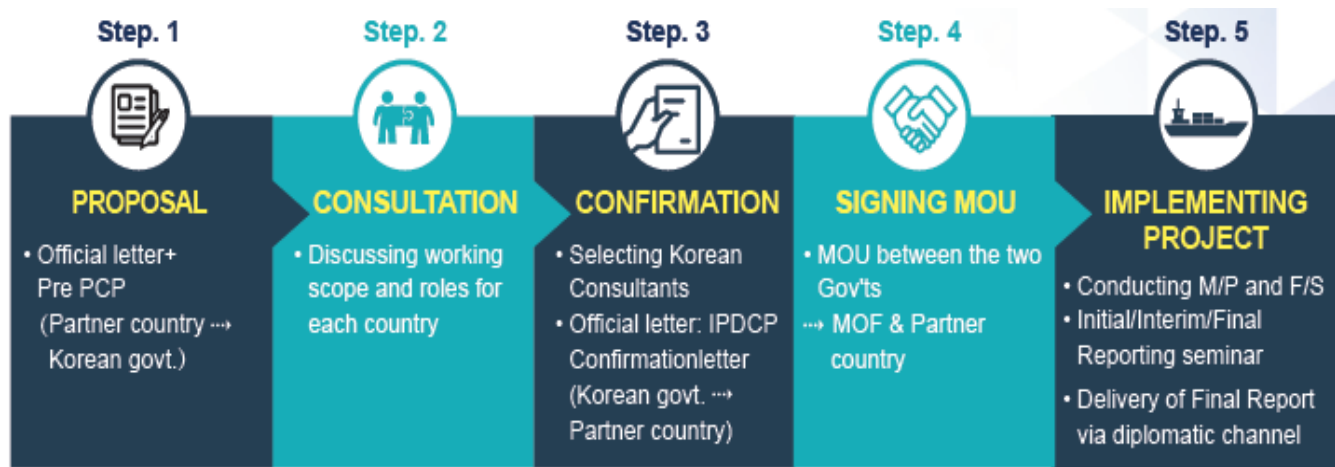 Step. 1
PROPOSAL
• Official letter+
Pre PCP
(Partner country ⤍
Korean govt.)
Step. 2
CONSULTATION
• Discussing working
scope and roles for
each country
Step. 3
CONFIRMATION
• Selecting Korean
Consultants
• Official letter: IPDCP
Confirmationletter
(Korean govt. ⤍
Partner country)
Step. 4
SIGNING MOU
• MOU between the two
Gov'ts
⤍ MOF & Partner
country
Step. 5
IMPLEMENTING
PROJECT
• Conducting M/P and F/S
• Initial/Interim/Final
Reporting seminar
• Delivery of Final Report
via diplomatic channel